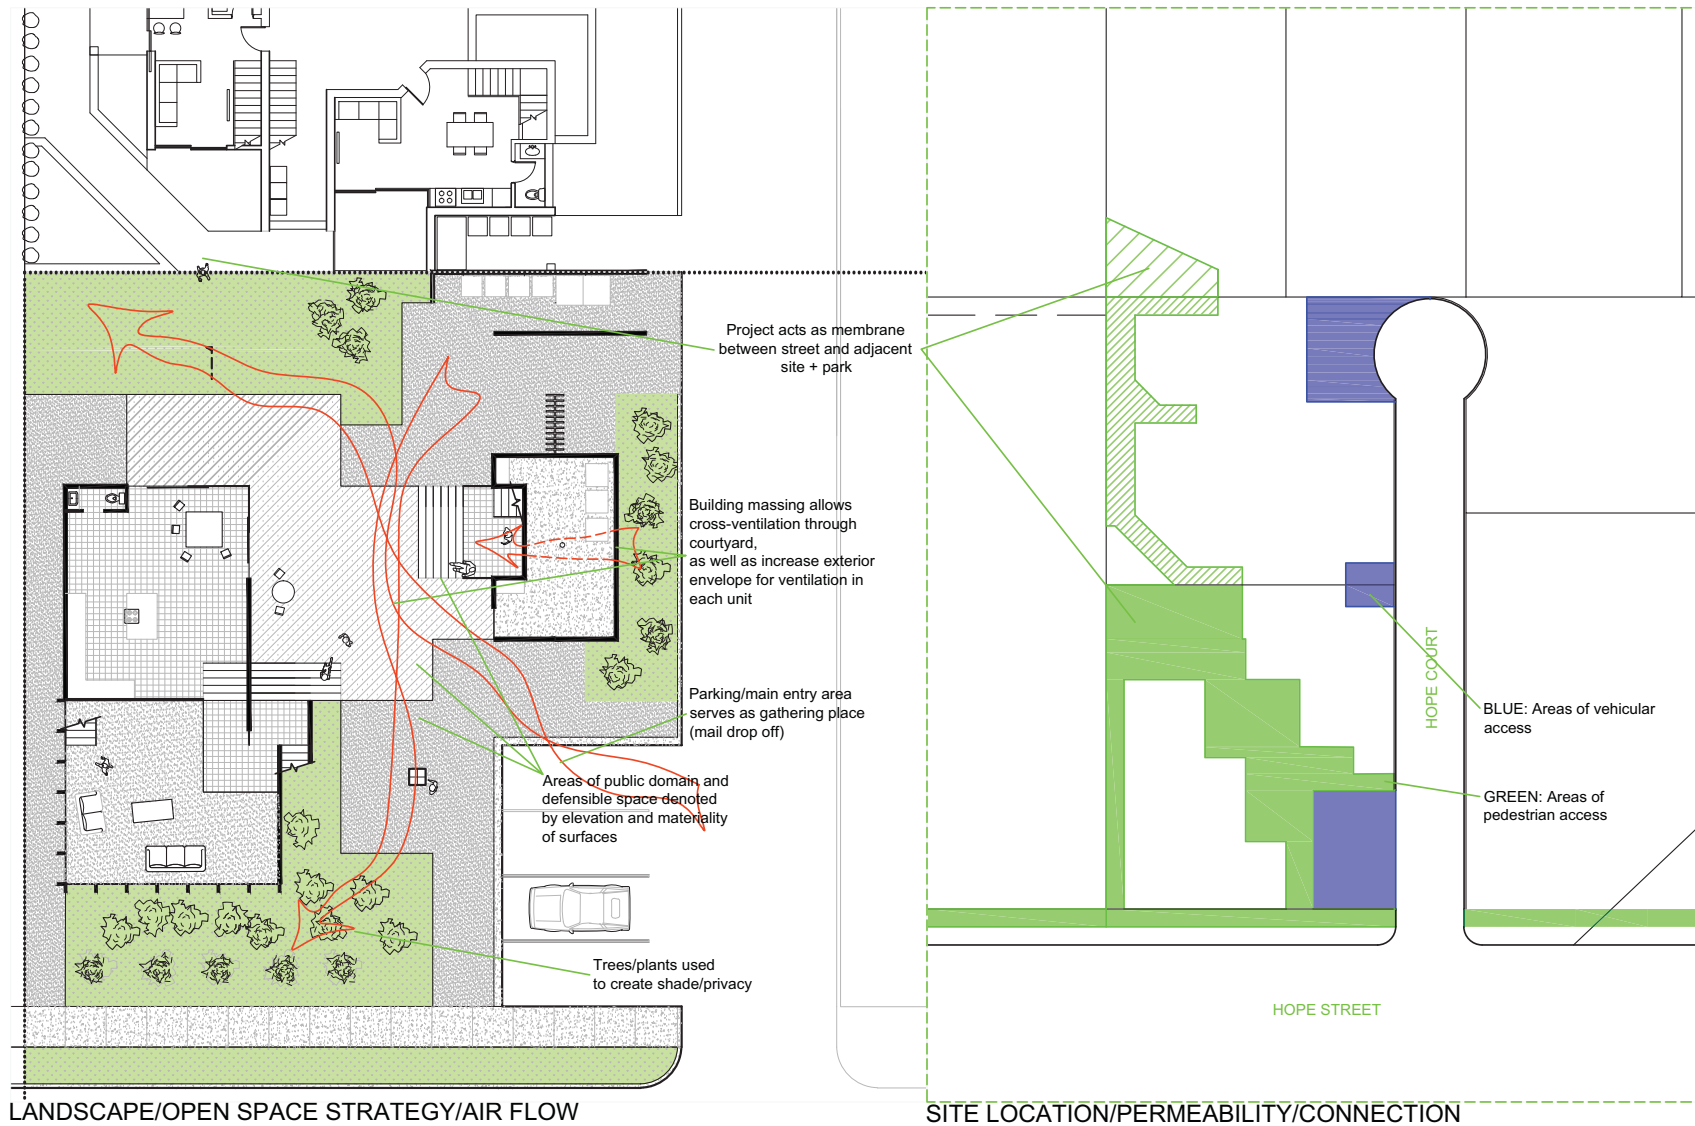 Project acts as membrane
between street and adjacent
site + park
Building massing allows
cross-ventilation through
courtyard,
as well as increase exterior
envelope for ventilation in
each unit
Parking/main entry area
serves as gathering place
(mail drop off)
Areas of public domain and
defensible space denoted
by elevation and materiality
of surfaces
Trees/plants used
to create shade/privacy
LANDSCAPE/OPEN SPACE STRATEGY/AIR FLOW
HOPE COURT
BLUE: Areas of vehicular
access
GREEN: Areas of
pedestrian access
HOPE STREET
SITE LOCATION/PERMEABILITY/CONNECTION